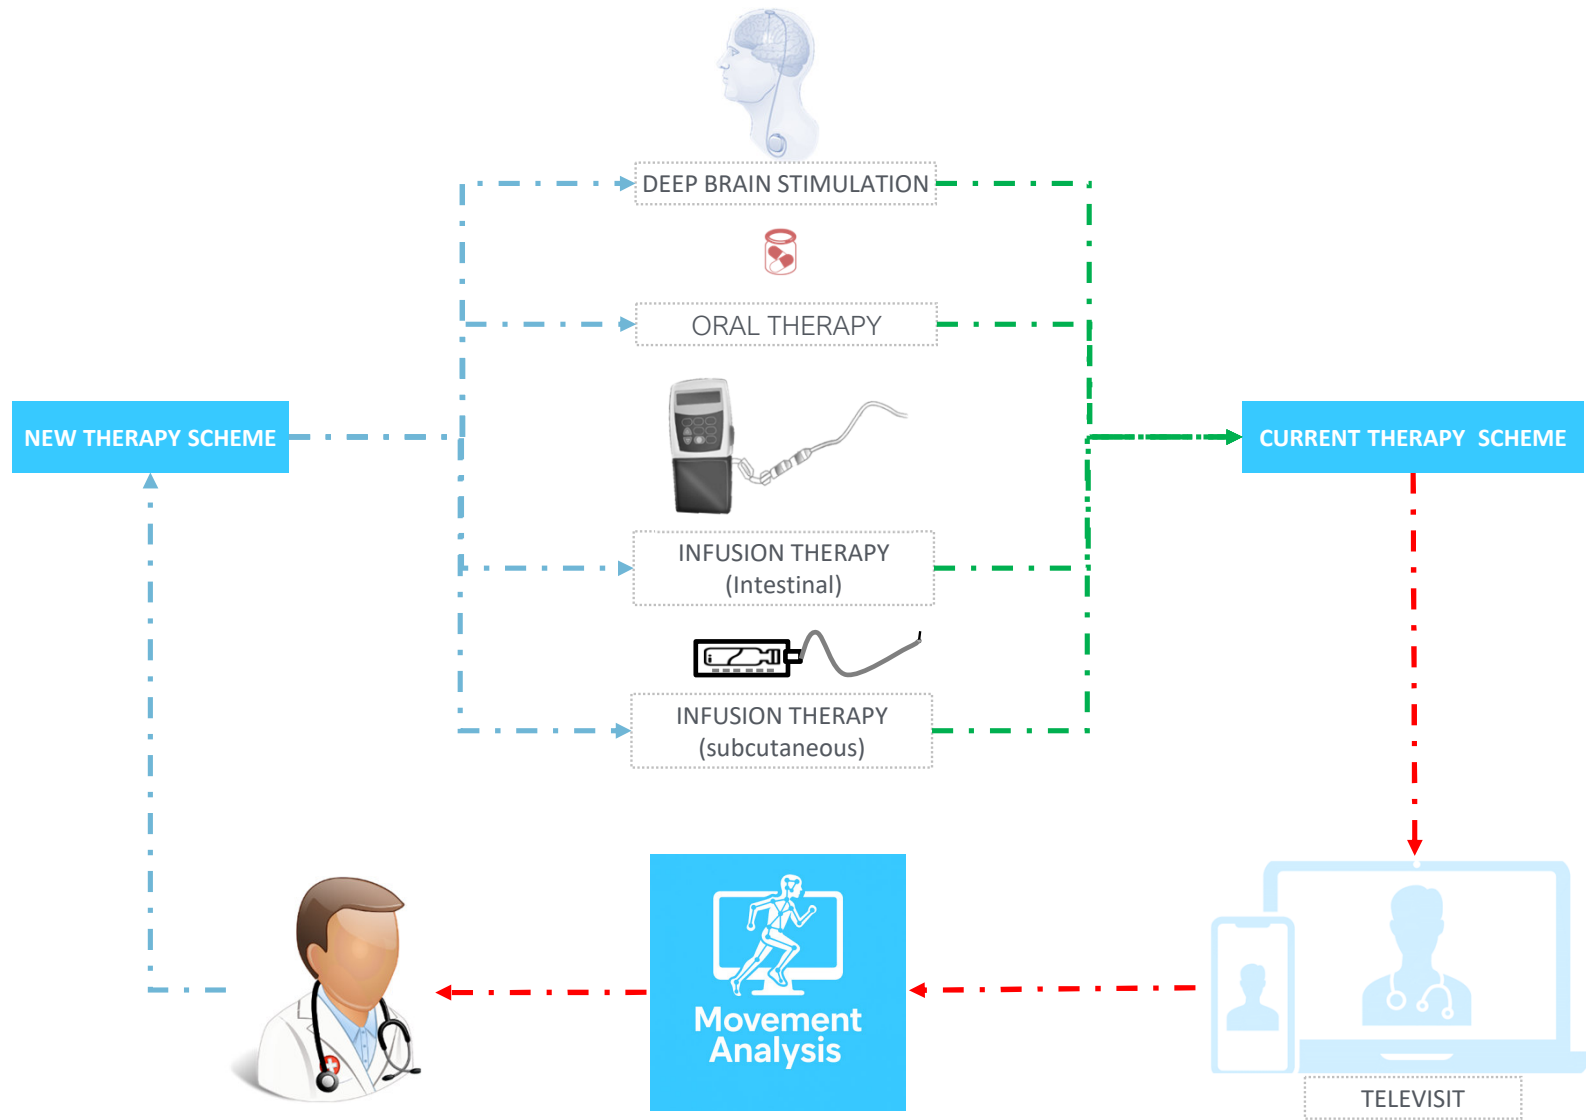 DEEP BRAIN STIMULATION
ORAL THERAPY
NEW THERAPY SCHEME
CURRENT THERAPY SCHEME
INFUSION THERAPY
(Intestinal)
INFUSION THERAPY
(subcutaneous)
Movement
Analysis
TELEVISIT